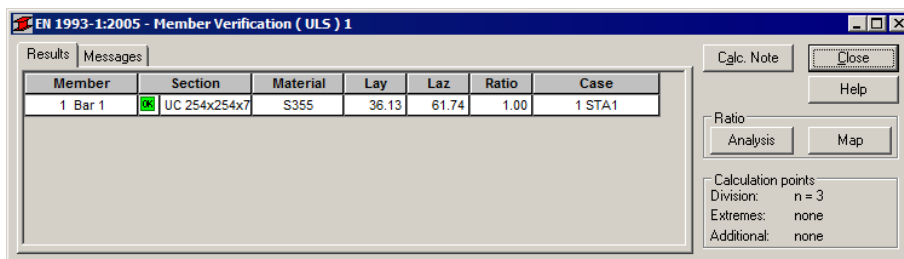 EN 1993-1:2005 - Member Verification ( ULS ) 1
Results Messages
Member Section Material Lay Laz Ratio Case
1 Bar 1 OK UC 254x254x7 S355 36.13 61.74 1.00 1 STA1
Calc. Note Close
Help
Ratio
Analysis Map
Calculation points
Division: n = 3
Extremes: none
Additional: none